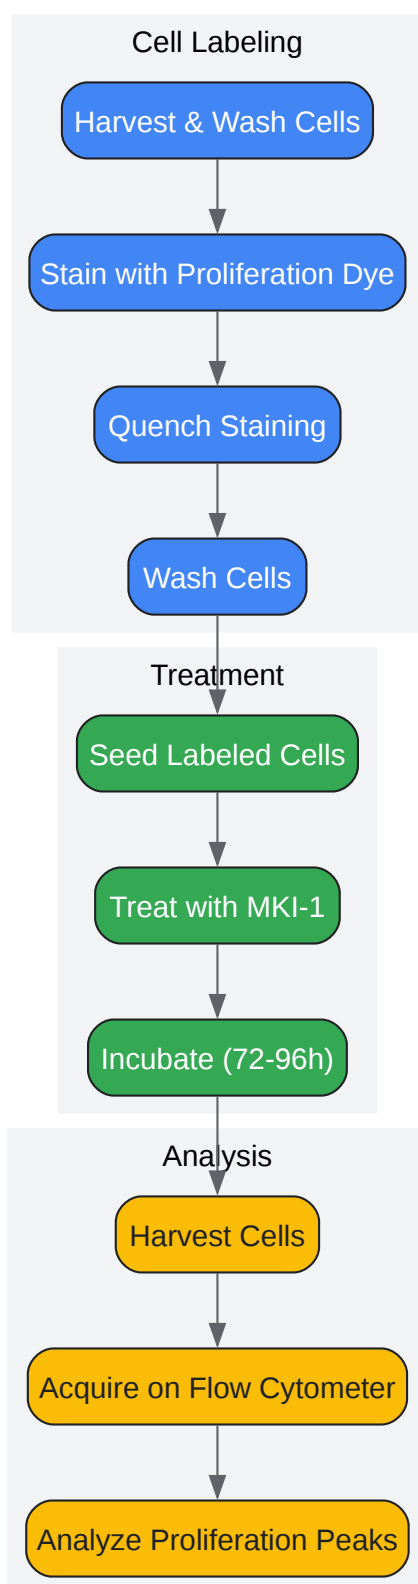 Cell Labeling
Harvest & Wash Cells
Stain with Proliferation Dye
Quench Staining
Wash Cells
Treatment
Seed Labeled Cells
Treat with MKI-1
Incubate (72-96h)
Analysis
Harvest Cells
Acquire on Flow Cytometer
Analyze Proliferation Peaks